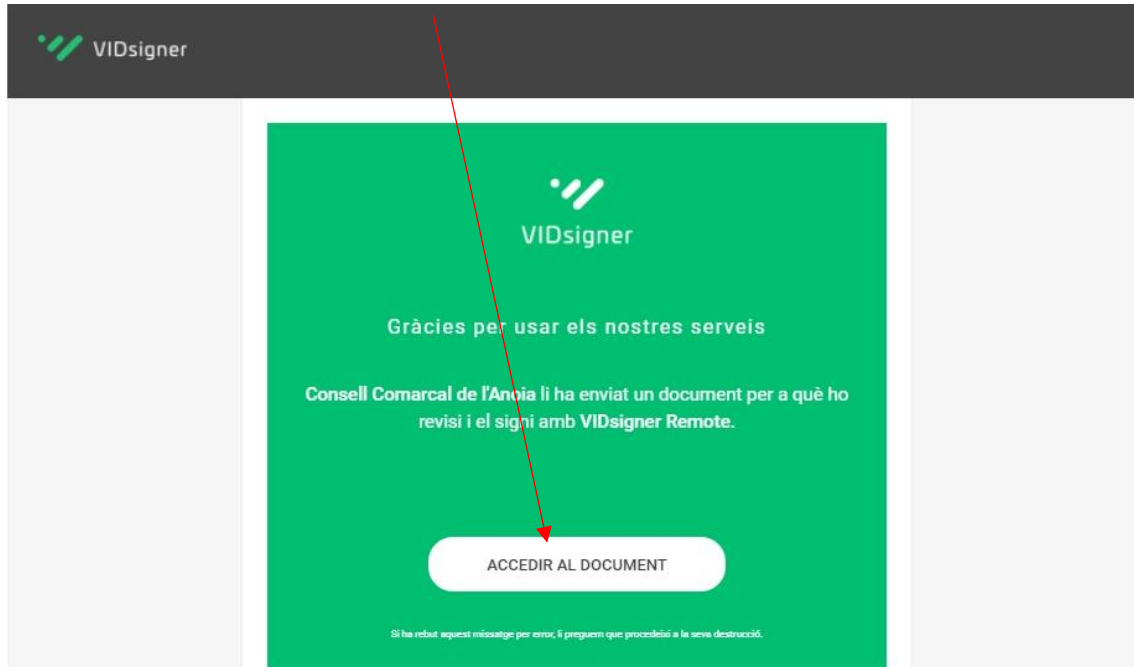 VIDsigner
VIDsigner
Gràcies per usar els nostres serveis
Consell Comarcal de l'Anoia li ha enviat un document per a què ho
revisi i el signi amb VIDsigner Remote.
ACCEDIR AL DOCUMENT
Si ha rebut aquest missatge per error, li preguem que procedeixi a la seva destrucció.